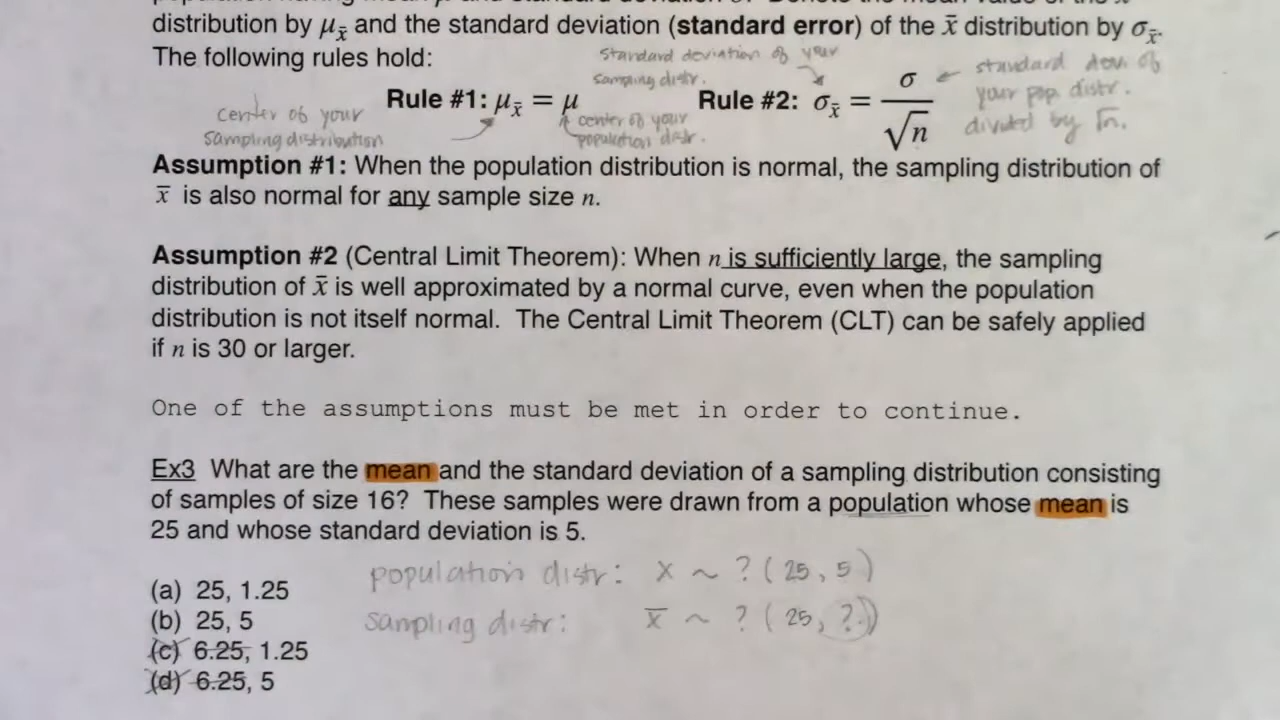 distribution by μx̄ and the standard deviation (standard error) of the x̄ distribution by σx̄.
The following rules hold:
standard deviation of your
sampling distr.
Rule #1: μx̄ = μ
center of your
sampling distribution
center of your
population distr.
Rule #2: σx̄ = σ/√n
standard dev. of
your pop. distr.
divided by √n.
Assumption #1: When the population distribution is normal, the sampling distribution of
x̄ is also normal for any sample size n.
Assumption #2 (Central Limit Theorem): When n is sufficiently large, the sampling
distribution of x̄ is well approximated by a normal curve, even when the population
distribution is not itself normal. The Central Limit Theorem (CLT) can be safely applied
if n is 30 or larger.
One of the assumptions must be met in order to continue.
Ex3 What are the mean and the standard deviation of a sampling distribution consisting
of samples of size 16? These samples were drawn from a population whose mean is
25 and whose standard deviation is 5.
(a) 25, 1.25
(b) 25, 5
(c) 6.25, 1.25
(d) 6.25, 5
population distr: x ~ ? (25, 5)
sampling distr: x̄ ~ ? (25, ?)